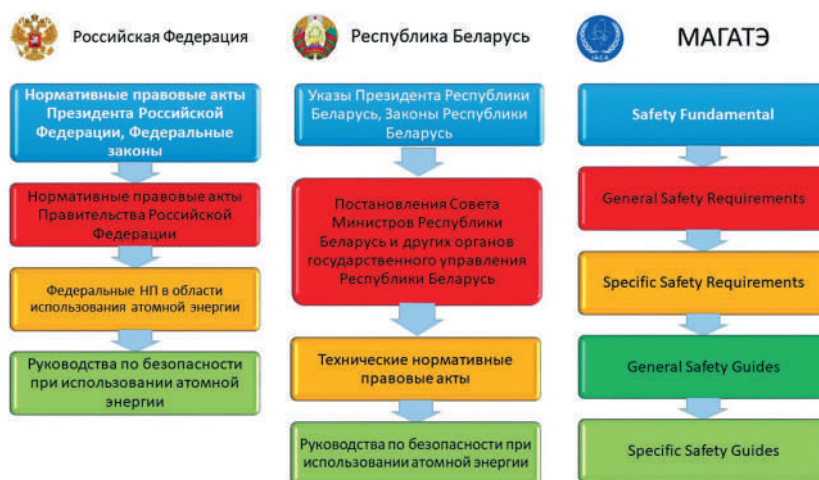 Российская Федерация
Нормативные правовые акты
Президента Российской
Федерации, Федеральные
законы
Нормативные правовые акты
Правительства Российской
Федерации
Федеральные НП в области
использования атомной энергии
Руководства по безопасности
при использовании атомной
энергии
Республика Беларусь
Указы Президента Республики
Беларусь, Законы Республики
Беларусь
Постановления Совета
Министров Республики
Беларусь и других органов
государственного управления
Республики Беларусь
Технические нормативные
правовые акты
Руководства по безопасности при
использовании атомной энергии
IAEA
МАГАТЭ
Safety Fundamental
General Safety Requirements
Specific Safety Requirements
General Safety Guides
Specific Safety Guides